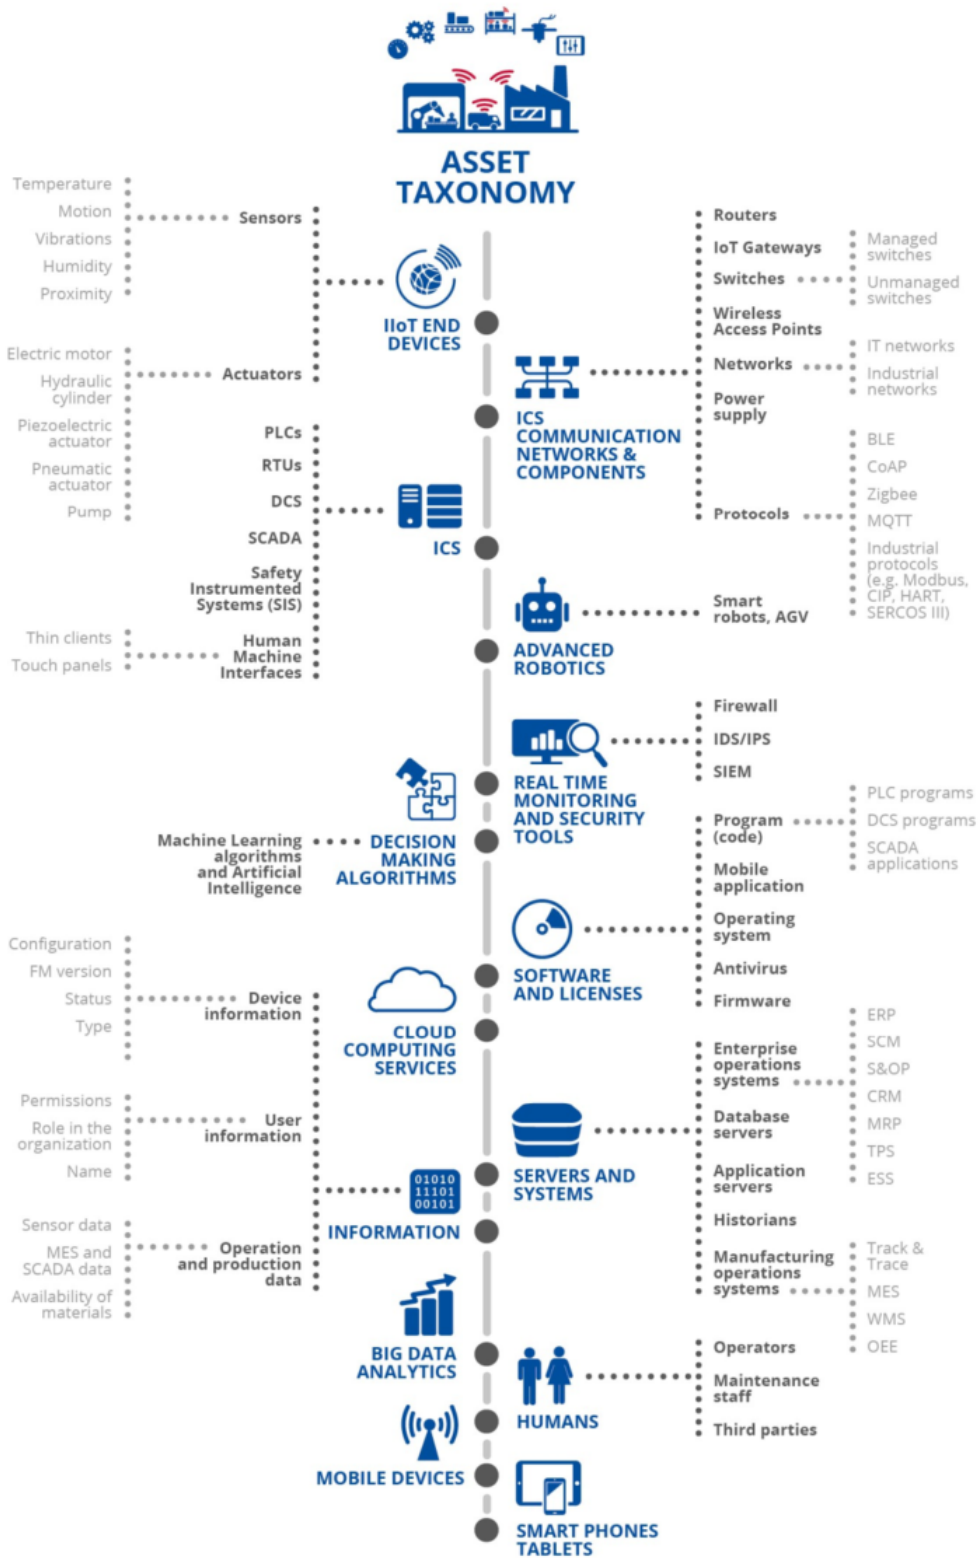 ASSET
TAXONOMY
Temperature
Motion
Vibrations
Humidity
Proximity
Sensors
Electric motor
Hydraulic
cylinder
Piezoelectric
actuator
Pneumatic
actuator
Pump
Actuators
IIoT END
DEVICES
Routers
IoT Gateways
Switches
Managed
switches
Unmanaged
switches
Wireless
Access Points
Networks
IT networks
Industrial
networks
Power
supply
Protocols
BLE
CoAP
Zigbee
MQTT
Industrial
protocols
(e.g. Modbus,
CIP, HART,
SERCOS III)
ICS
COMMUNICATION
NETWORKS &
COMPONENTS
PLCs
RTUs
DCS
SCADA
Safety
Instrumented
Systems (SIS)
Human
Machine
Interfaces
Thin clients
Touch panels
ICS
Smart
robots, AGV
ADVANCED
ROBOTICS
Firewall
IDS/IPS
SIEM
REAL TIME
MONITORING
AND SECURITY
TOOLS
Machine Learning
algorithms
and Artificial
Intelligence
DECISION
MAKING
ALGORITHMS
Program
(code)
PLC programs
DCS programs
SCADA
applications
Mobile
application
Operating
system
Antivirus
Firmware
SOFTWARE
AND LICENSES
CLOUD
COMPUTING
SERVICES
Configuration
FM version
Status
Type
Device
information
Permissions
Role in the
organization
Name
User
information
Sensor data
MES and
SCADA data
Availability of
materials
Operation
and production
data
01010
11101
00101
INFORMATION
Enterprise
operations
systems
ERP
SCM
S&OP
CRM
MRP
TPS
ESS
Database
servers
Application
servers
Historians
Manufacturing
operations
systems
Track &
Trace
MES
WMS
OEE
SERVERS AND
SYSTEMS
BIG DATA
ANALYTICS
Operators
Maintenance
staff
Third parties
HUMANS
MOBILE DEVICES
SMART PHONES
TABLETS